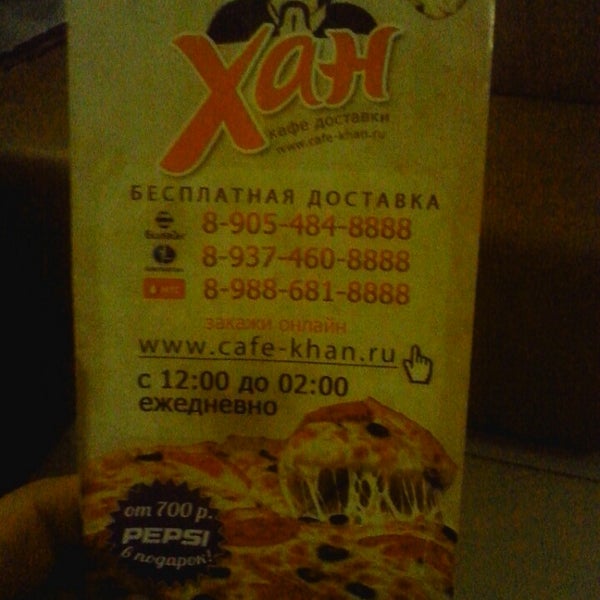 Хан
кафе доставки
www.cafe-khan.ru
БЕСПЛАТНАЯ ДОСТАВКА
8-905-484-8888
8-937-460-8888
МТС 8-988-681-8888
закажи онлайн
www.cafe-khan.ru
с 12:00 до 02:00
ежедневно
от 700 р.
PEPSI
в подарок!